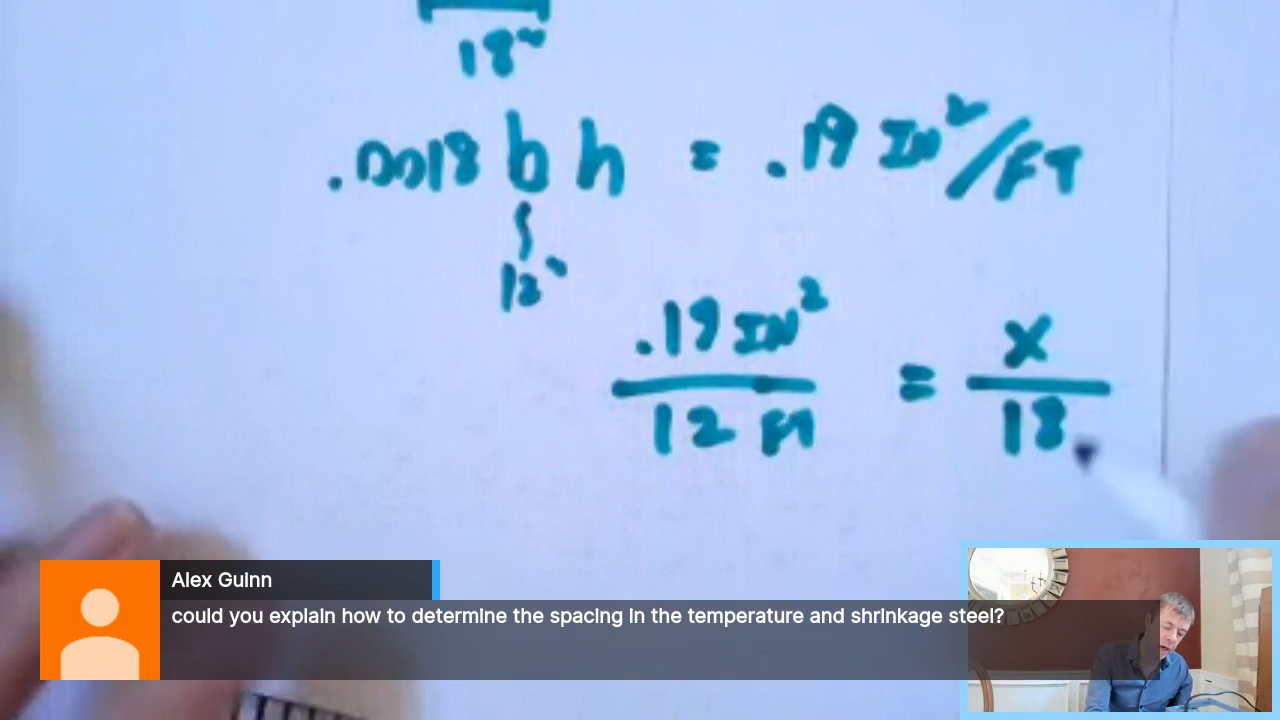 18"
.0018 b h = .19 IN²/FT
12"
.19 IN² / 12 FT = X / 18
Alex Guinn
could you explain how to determine the spacing in the temperature and shrinkage steel?